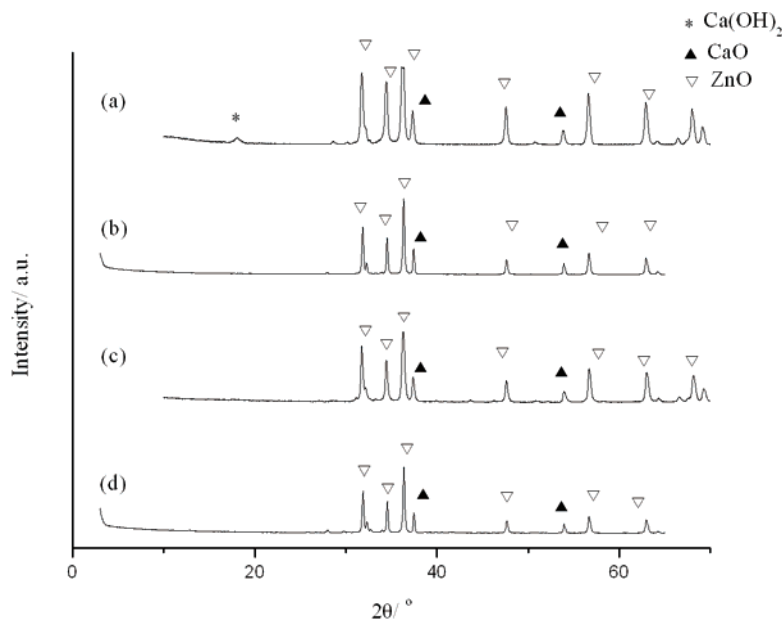 * Ca(OH)₂
▲ CaO
▽ ZnO
(a)
*
(b)
(c)
(d)
Intensity/ a.u.
0 20 40 60
2θ/ °